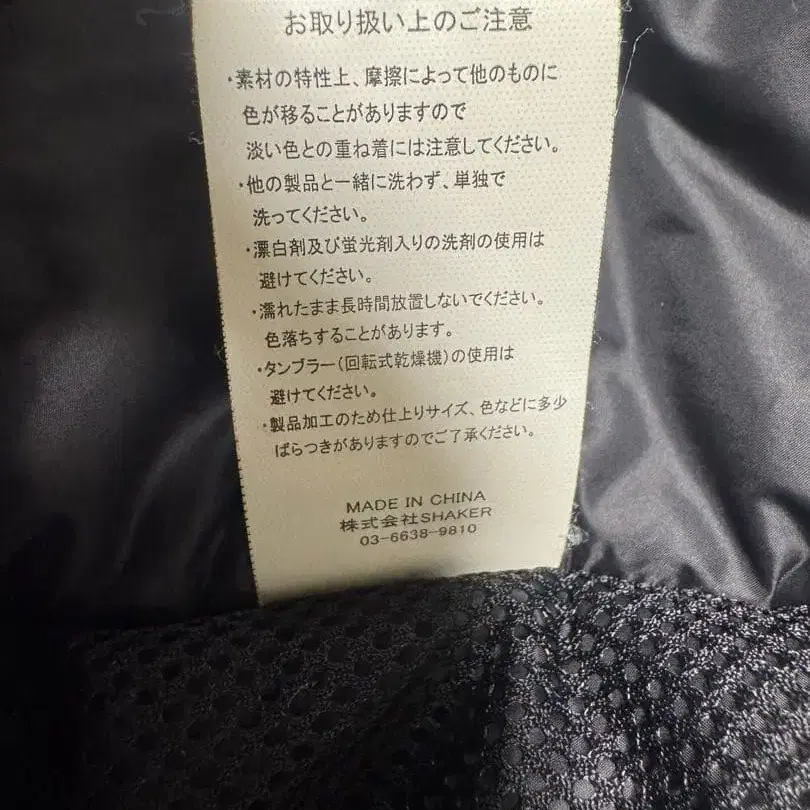 お取り扱い上のご注意
・素材の特性上、摩擦によって他のものに
色が移ることがありますので
淡い色との重ね着には注意してください。
・他の製品と一緒に洗わず、単独で
洗ってください。
・漂白剤及び蛍光剤入りの洗剤の使用は
避けてください。
・濡れたまま長時間放置しないでください。
色落ちすることがあります。
・タンブラー(回転式乾燥機)の使用は
避けてください。
・製品加工のため仕上りサイズ、色などに多少
ばらつきがありますのでご了承ください。
MADE IN CHINA
株式会社SHAKER
03-6638-9810